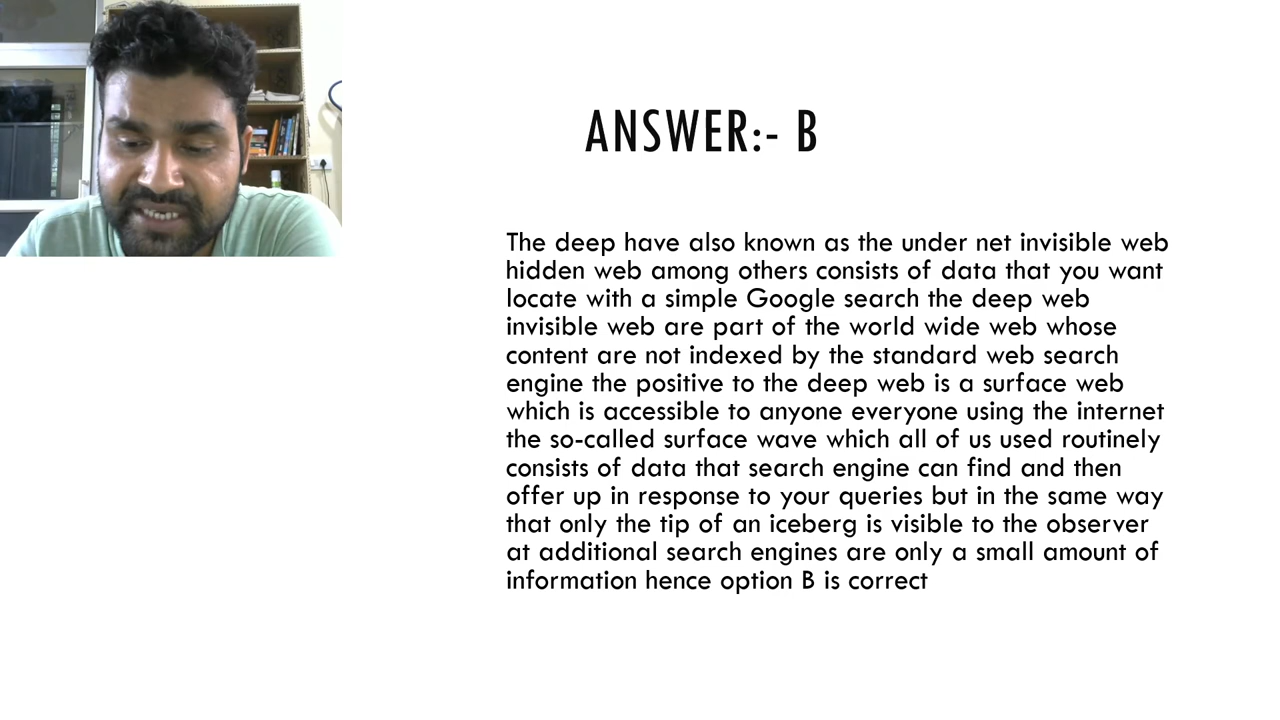 ANSWER:- B
The deep have also known as the under net invisible web
hidden web among others consists of data that you want
locate with a simple Google search the deep web
invisible web are part of the world wide web whose
content are not indexed by the standard web search
engine the positive to the deep web is a surface web
which is accessible to anyone everyone using the internet
the so-called surface wave which all of us used routinely
consists of data that search engine can find and then
offer up in response to your queries but in the same way
that only the tip of an iceberg is visible to the observer
at additional search engines are only a small amount of
information hence option B is correct